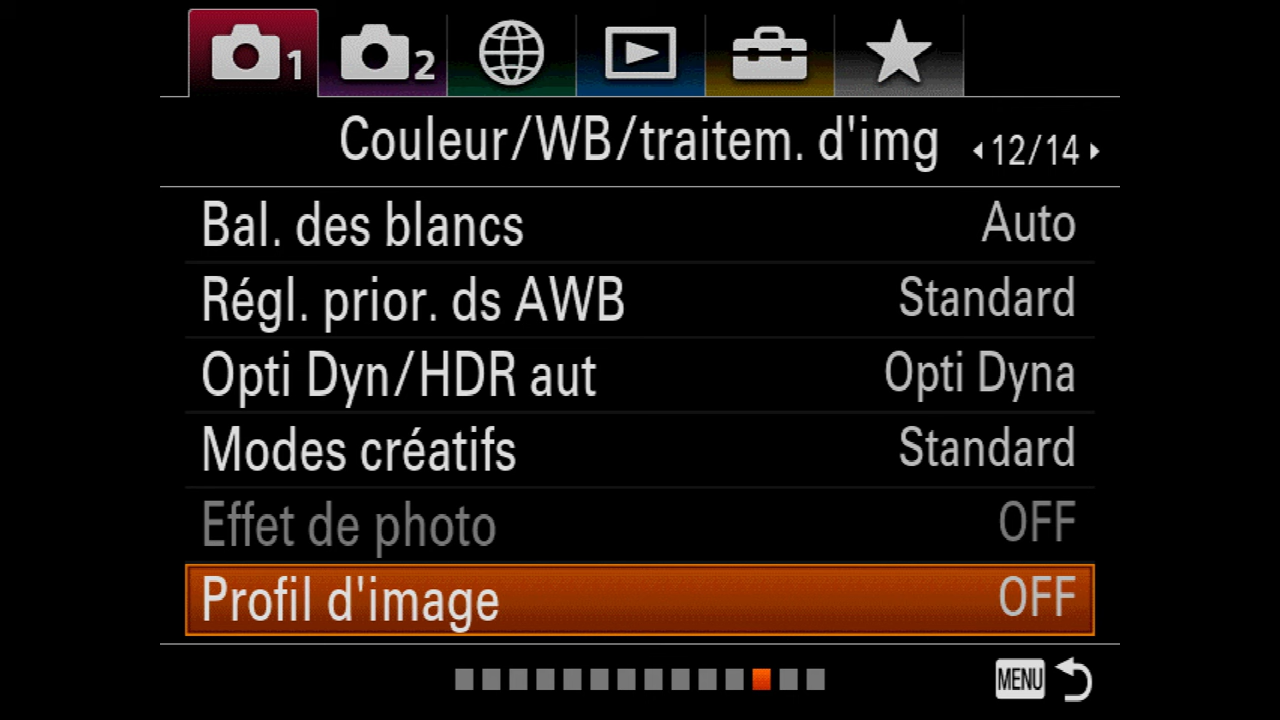 1 2
Couleur/WB/traitem. d'img 12/14
Bal. des blancs Auto
Régl. prior. ds AWB Standard
Opti Dyn/HDR aut Opti Dyna
Modes créatifs Standard
Effet de photo OFF
Profil d'image OFF
MENU